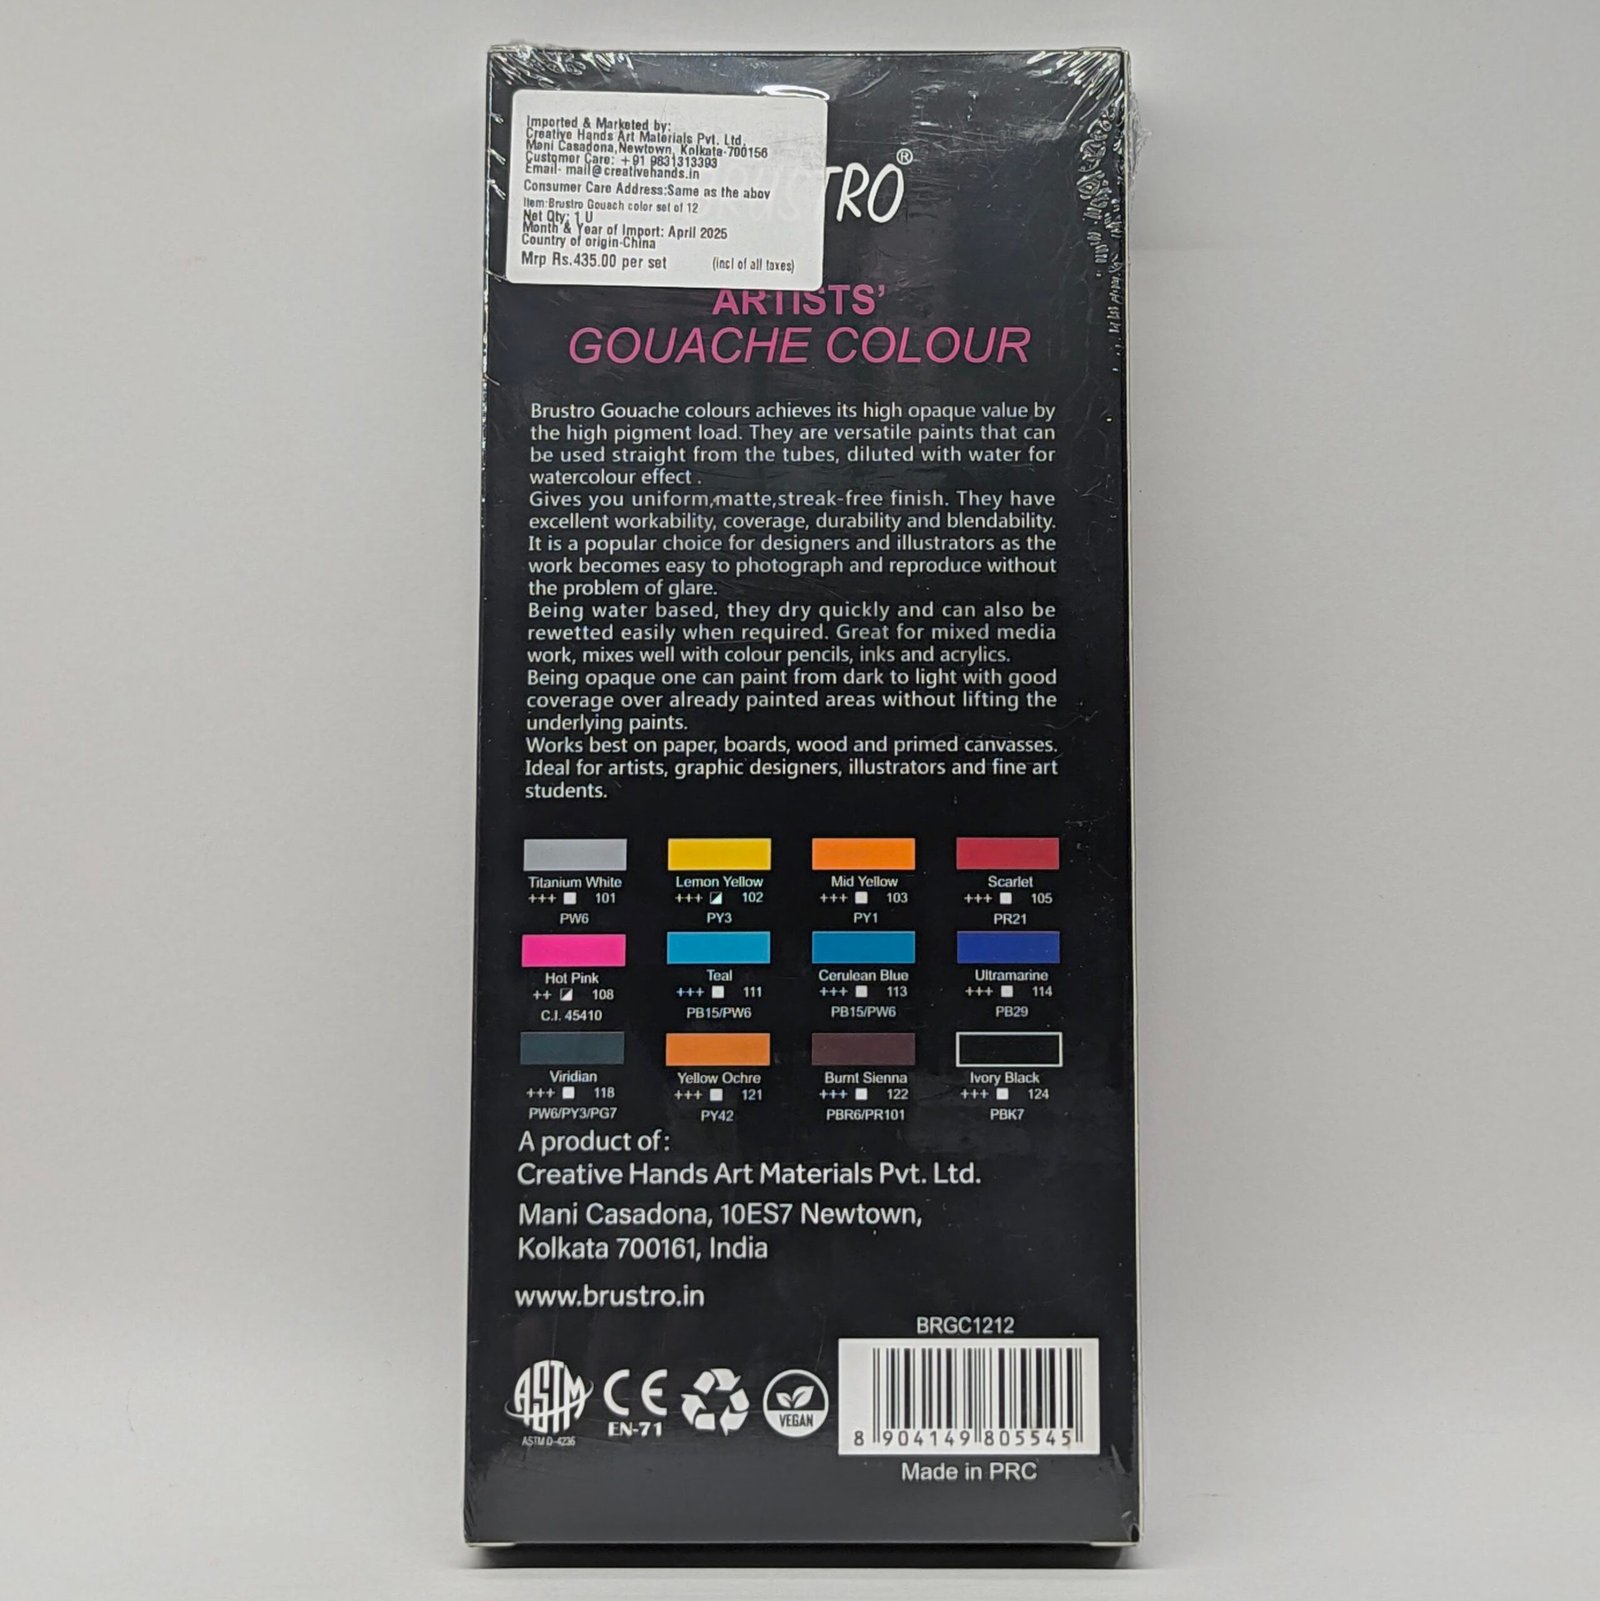 Imported & Marketed by:
Creative Hands Art Materials Pvt. Ltd.
Mani Casadona,Newtown, Kolkata-700156
Customer Care: +91 9831313393
Email- mail@creativehands.in
Consumer Care Address:Same as the abov
Item:Brustro Gouach color set of 12
Net Qty: 1 U
Month & Year of Import: April 2025
Country of origin-China
Mrp Rs.435.00 per set (incl of all taxes)
BRUSTRO®
ARTISTS’
GOUACHE COLOUR
Brustro Gouache colours achieves its high opaque value by
the high pigment load. They are versatile paints that can
be used straight from the tubes, diluted with water for
watercolour effect .
Gives you uniform,matte,streak-free finish. They have
excellent workability, coverage, durability and blendability.
It is a popular choice for designers and illustrators as the
work becomes easy to photograph and reproduce without
the problem of glare.
Being water based, they dry quickly and can also be
rewetted easily when required. Great for mixed media
work, mixes well with colour pencils, inks and acrylics.
Being opaque one can paint from dark to light with good
coverage over already painted areas without lifting the
underlying paints.
Works best on paper, boards, wood and primed canvasses.
Ideal for artists, graphic designers, illustrators and fine art
students.
Titanium White Lemon Yellow Mid Yellow Scarlet
+++ 101 +++ 102 +++ 103 +++ 105
PW6 PY3 PY1 PR21
Hot Pink Teal Cerulean Blue Ultramarine
++ 108 +++ 111 +++ 113 +++ 114
C.I. 45410 PB15/PW6 PB15/PW6 PB29
Viridian Yellow Ochre Burnt Sienna Ivory Black
+++ 118 +++ 121 +++ 122 +++ 124
PW6/PY3/PG7 PY42 PBR6/PR101 PBK7
A product of:
Creative Hands Art Materials Pvt. Ltd.
Mani Casadona, 10ES7 Newtown,
Kolkata 700161, India
www.brustro.in
BRGC1212
ASTM
ASTM D-4236
CE
EN-71
VEGAN
8 904149 805545
Made in PRC